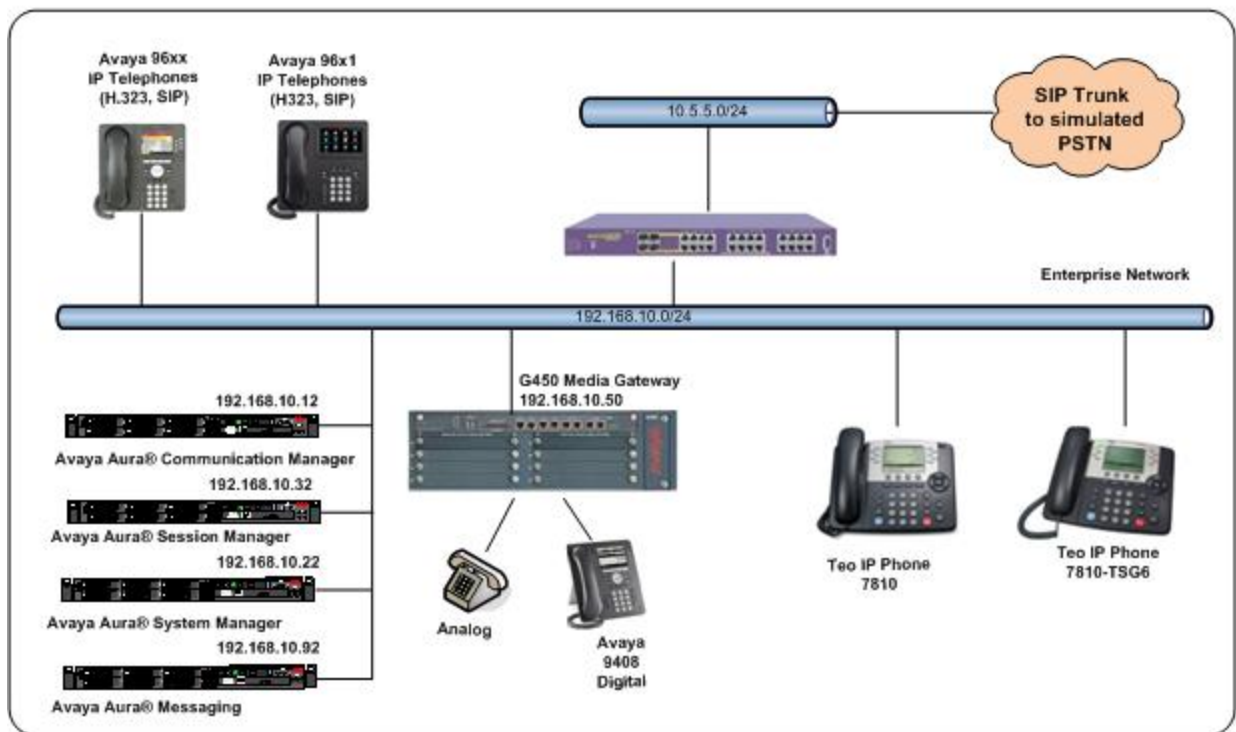 Avaya 96xx
IP Telephones
(H.323, SIP)
Avaya 96x1
IP Telephones
(H323, SIP)
10.5.5.0/24
SIP Trunk
to simulated
PSTN
Enterprise Network
192.168.10.0/24
192.168.10.12
Avaya Aura® Communication Manager
192.168.10.32
Avaya Aura® Session Manager
192.168.10.22
Avaya Aura® System Manager
192.168.10.92
Avaya Aura® Messaging
G450 Media Gateway
192.168.10.50
Analog
Avaya
9408
Digital
Teo IP Phone
7810
Teo IP Phone
7810-TSG6